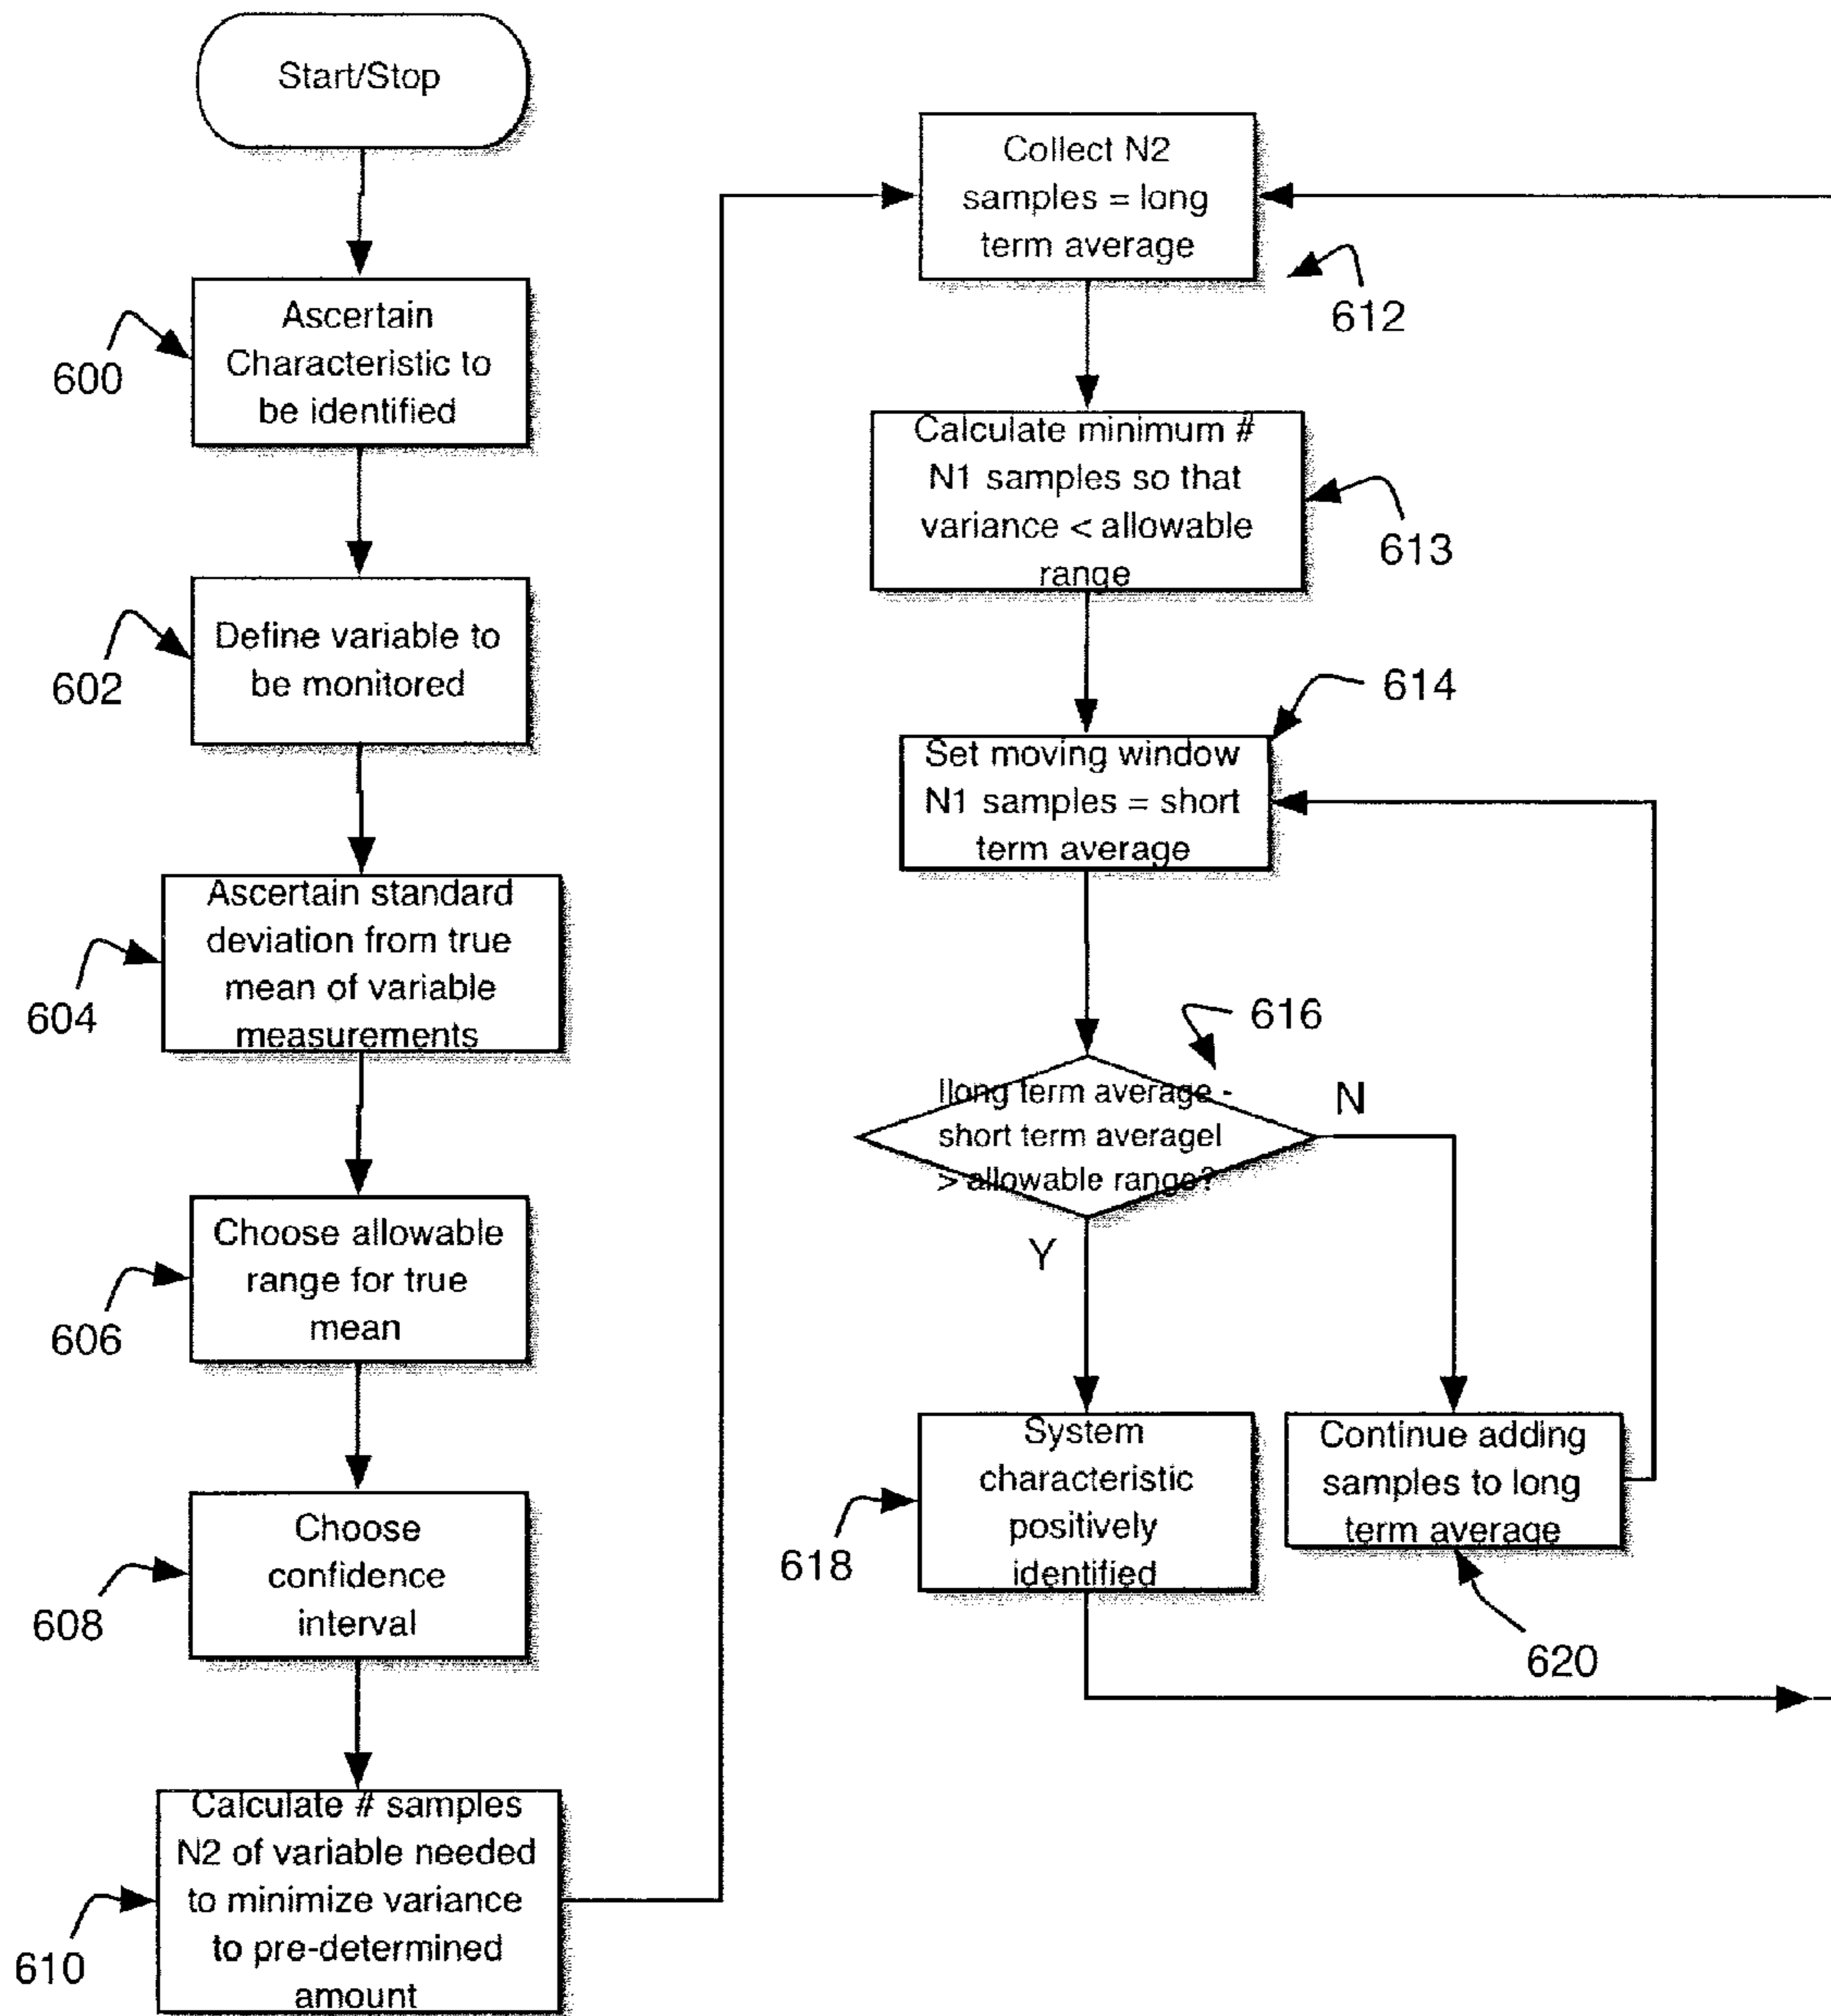 Start/Stop
Ascertain
Characteristic to
be identified
600
Define variable to
be monitored
602
Ascertain standard
deviation from true
mean of variable
measurements
604
Choose allowable
range for true
mean
606
Choose
confidence
interval
608
Calculate # samples
N2 of variable needed
to minimize variance
to pre-determined
amount
610
Collect N2
samples = long
term average
612
Calculate minimum #
N1 samples so that
variance < allowable
range
613
Set moving window
N1 samples = short
term average
614
|long term average -
short term average|
> allowable range?
616
N
Y
System
characteristic
positively
identified
618
Continue adding
samples to long
term average
620